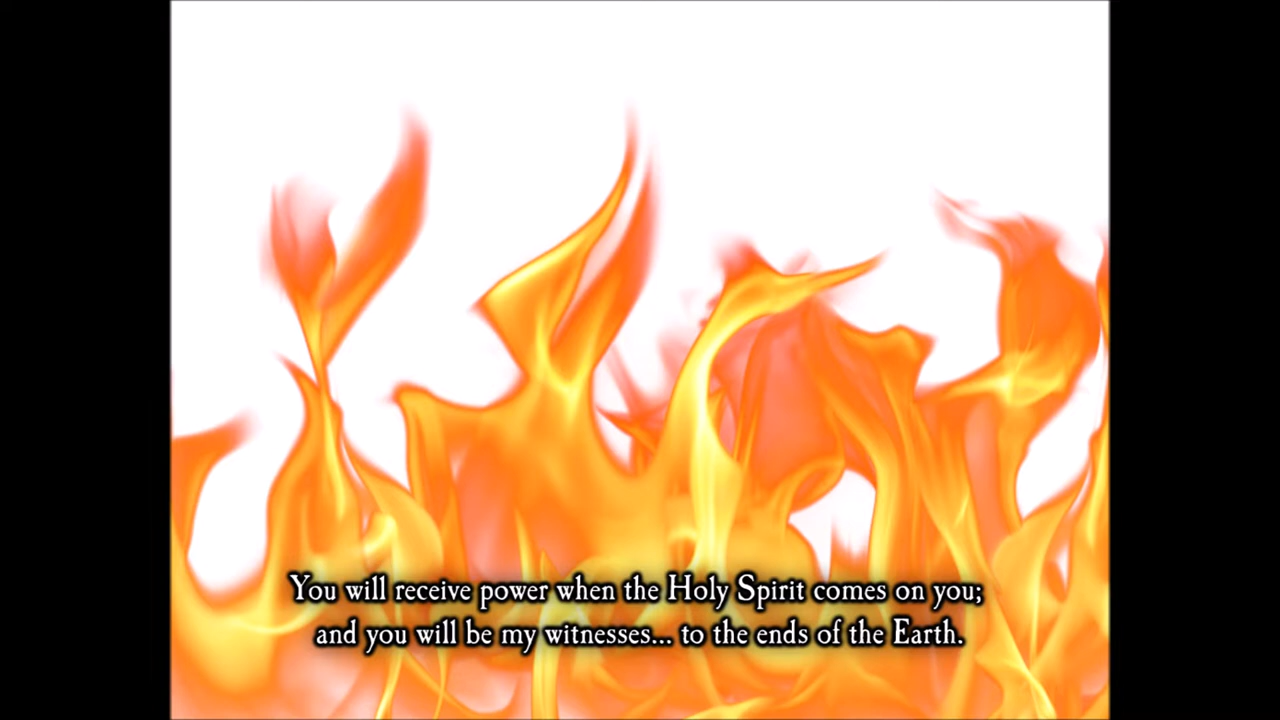 You will receive power when the Holy Spirit comes on you;
and you will be my witnesses... to the ends of the Earth.